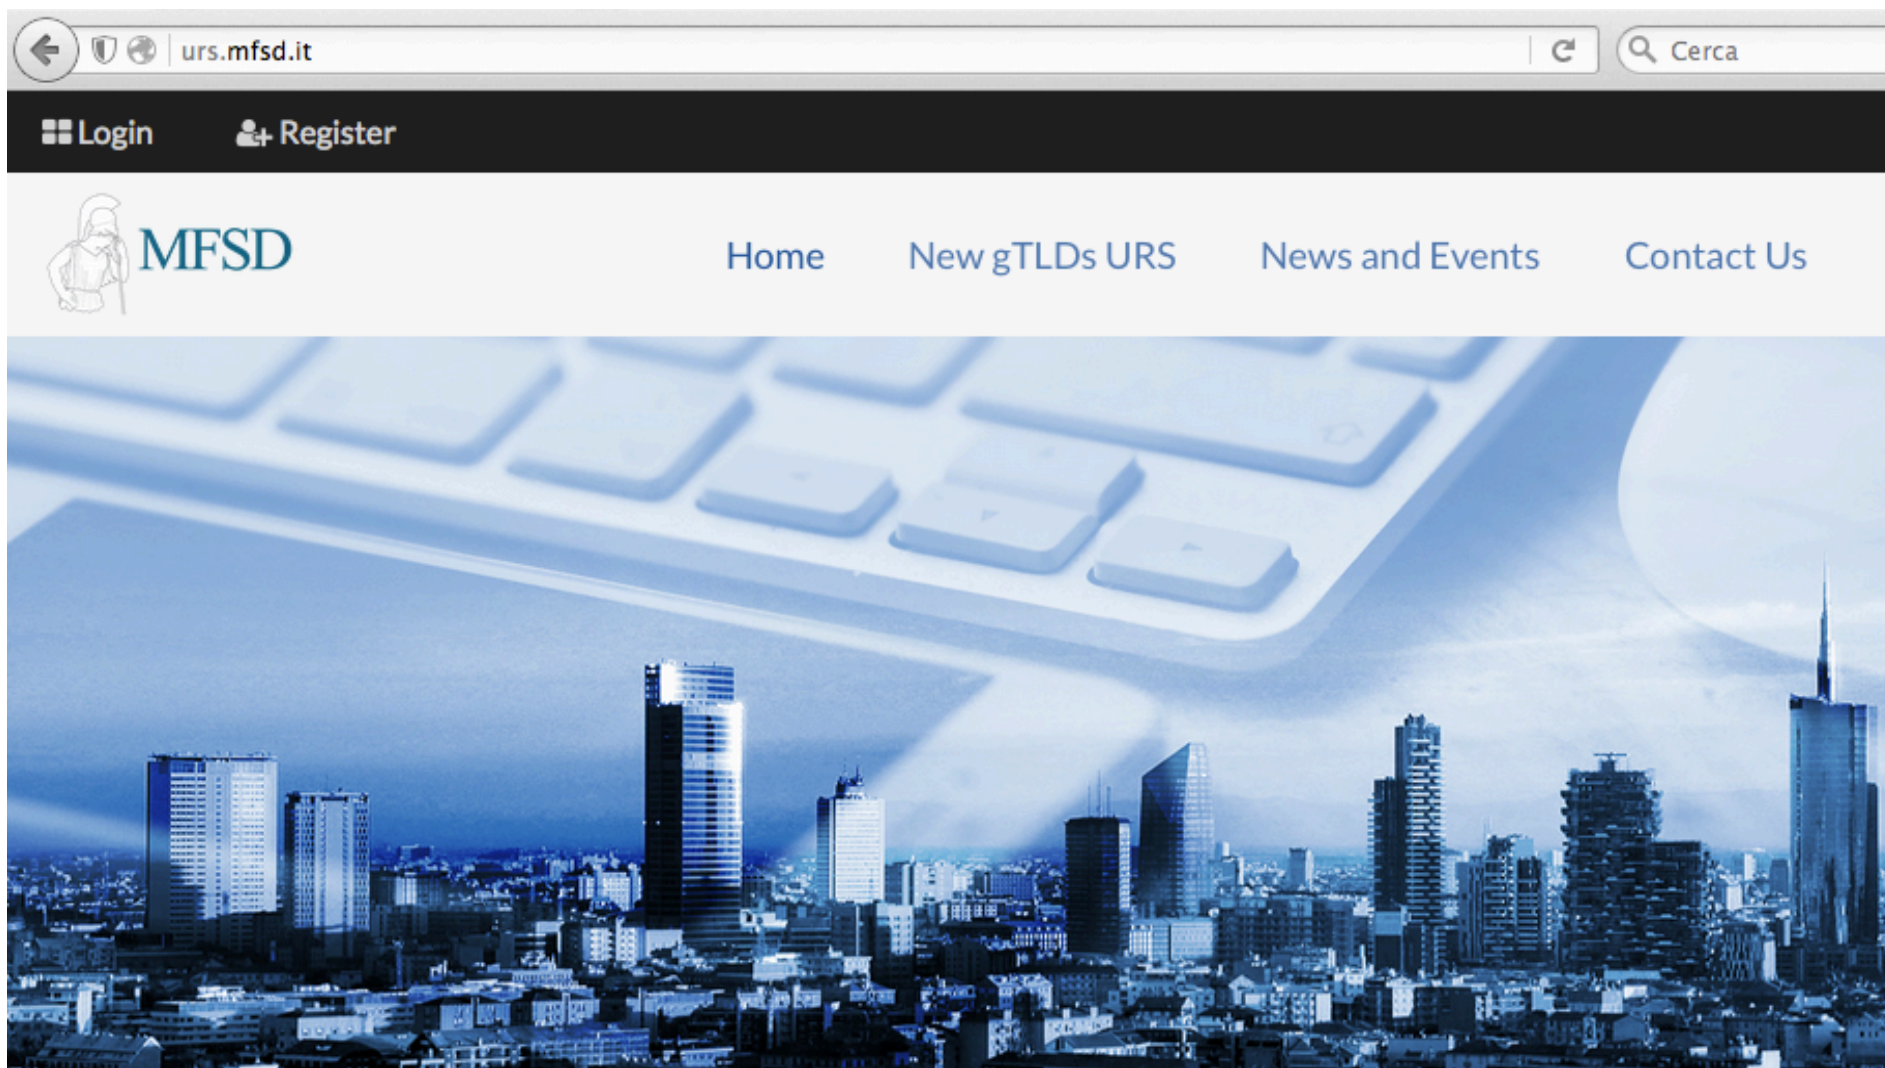 urs.mfsd.it
Cerca
Login Register
MFSD
Home New gTLDs URS News and Events Contact Us